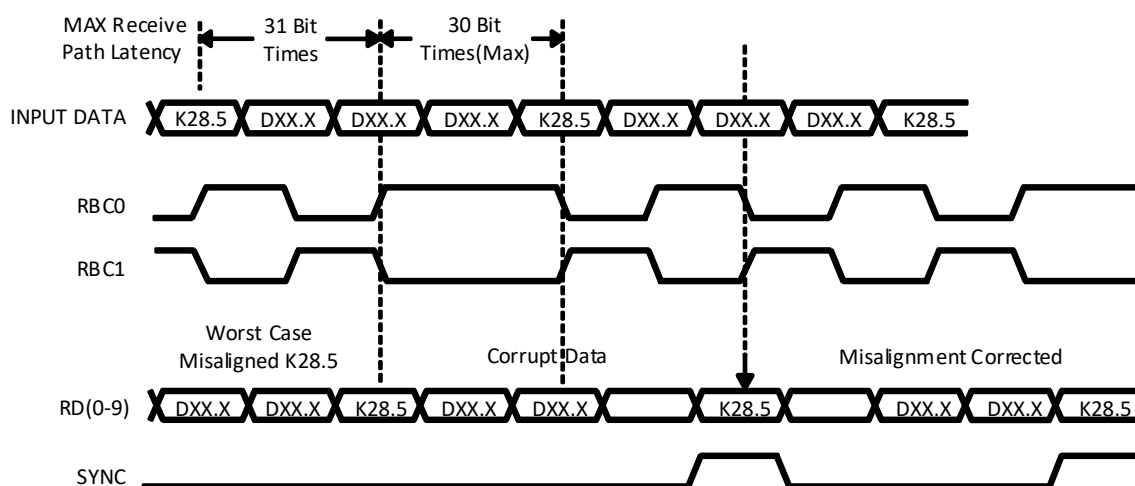 MAX Receive
Path Latency
31 Bit
Times
30 Bit
Times(Max)
INPUT DATA K28.5 DXX.X DXX.X DXX.X K28.5 DXX.X DXX.X DXX.X K28.5
RBC0
RBC1
Worst Case
Misaligned K28.5
Corrupt Data
Misalignment Corrected
RD(0-9) DXX.X DXX.X K28.5 DXX.X DXX.X K28.5 DXX.X DXX.X K28.5
SYNC